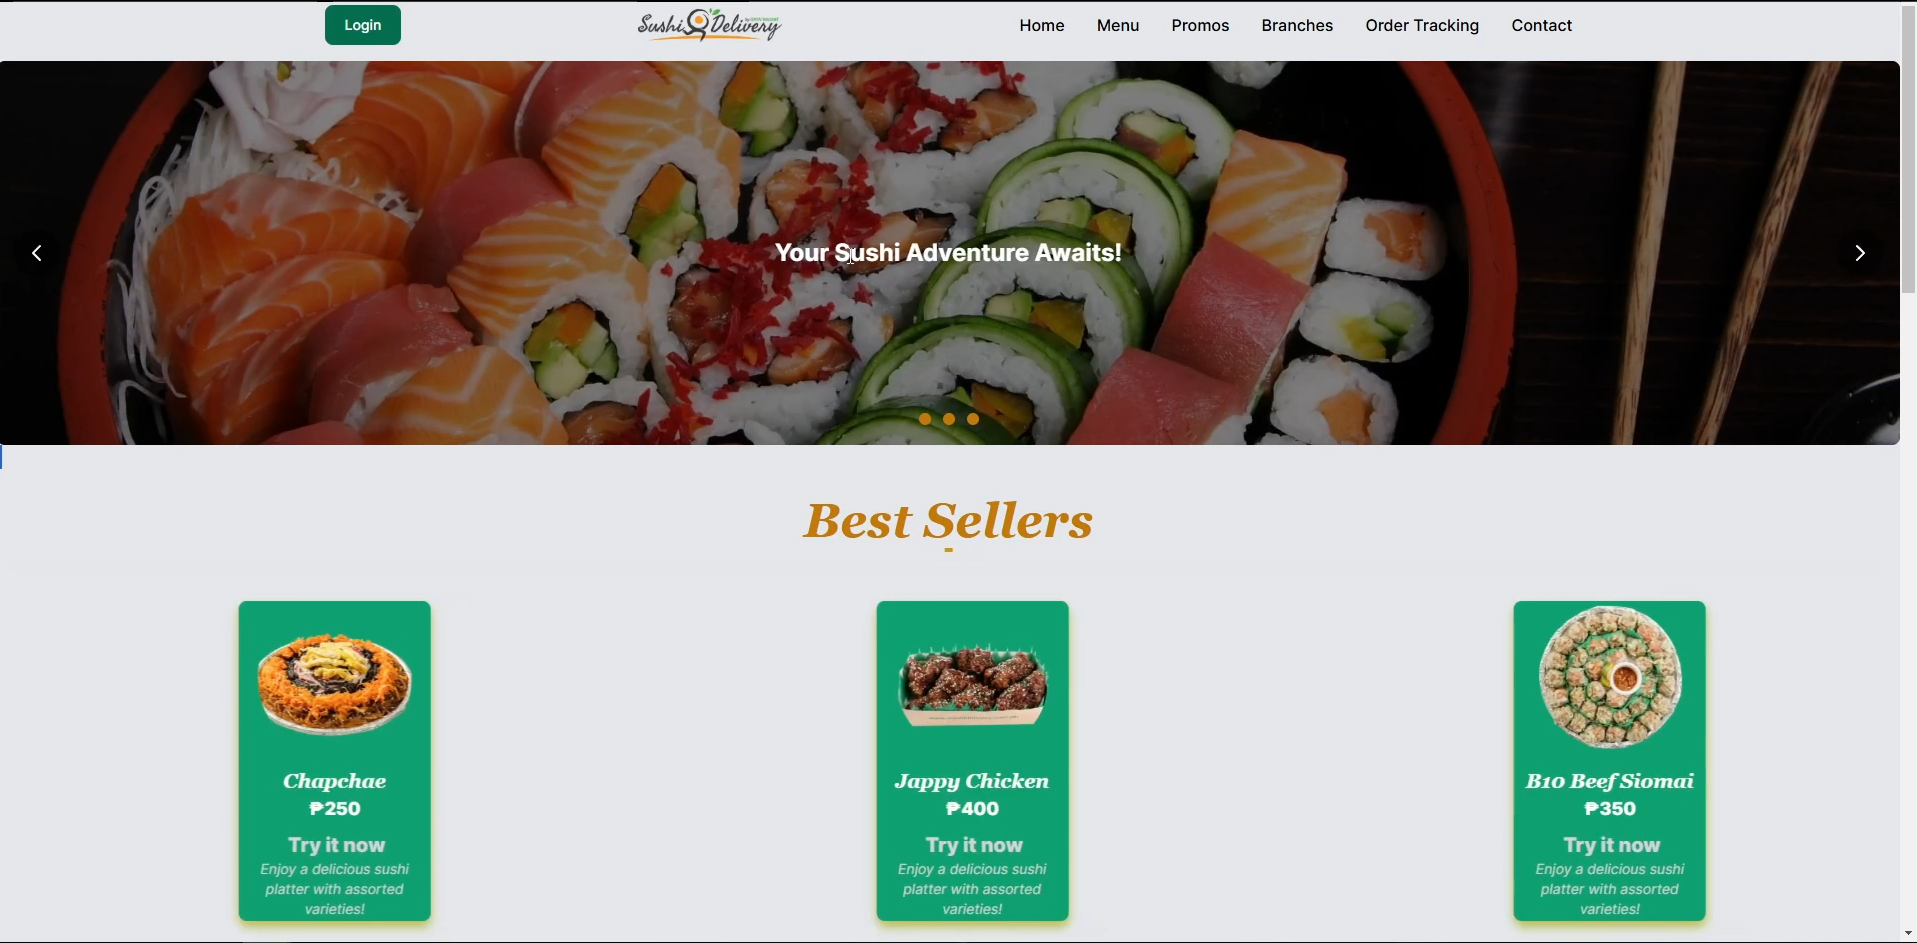 Login
Sushi Delivery
Home
Menu
Promos
Branches
Order Tracking
Contact
Your Sushi Adventure Awaits!
Best Sellers
Chapchae
₱250
Try it now
Enjoy a delicious sushi
platter with assorted
varieties!
Jappy Chicken
₱400
Try it now
Enjoy a delicious sushi
platter with assorted
varieties!
B10 Beef Siomai
₱350
Try it now
Enjoy a delicious sushi
platter with assorted
varieties!